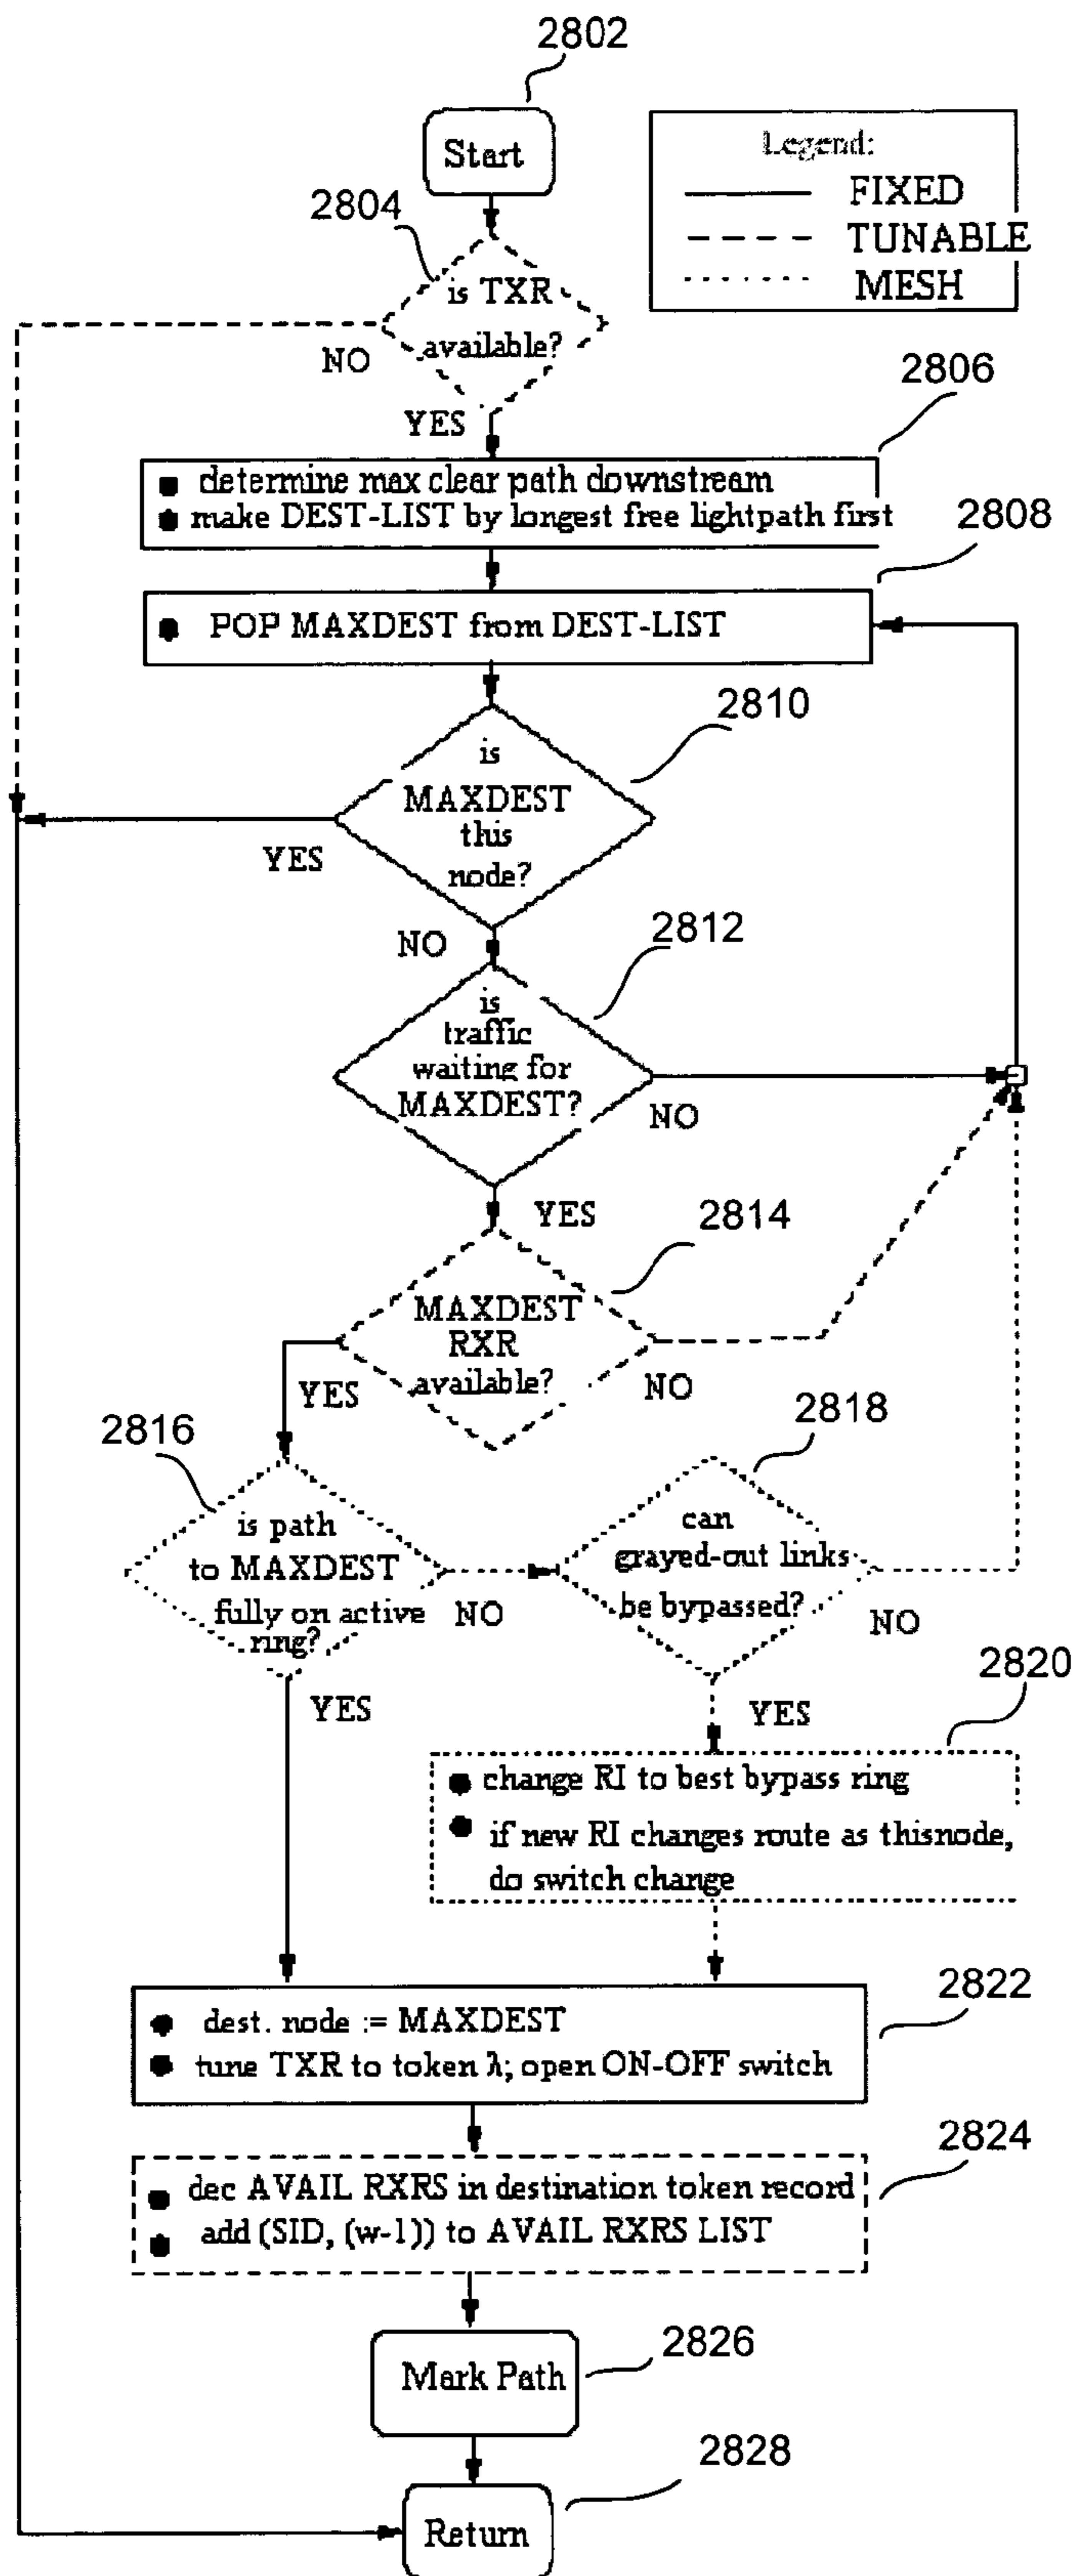 2802
Start
Legend:
FIXED
TUNABLE
MESH
2804
is TXR
available?
NO
YES
2806
determine max clear path downstream
make DEST-LIST by longest free lightpath first
2808
POP MAXDEST from DEST-LIST
2810
is
MAXDEST
this
node?
YES
NO
2812
is
traffic
waiting for
MAXDEST?
NO
YES
2814
MAXDEST
RXR
available?
YES
NO
2816
is path
to MAXDEST
fully on active
ring?
NO
YES
2818
can
grayed-out links
be bypassed?
NO
YES
2820
change RI to best bypass ring
if new RI changes route as thisnode,
do switch change
2822
dest. node := MAXDEST
tune TXR to token λ; open ON-OFF switch
2824
dec AVAIL RXRS in destination token record
add (SID, (w-1)) to AVAIL RXRS LIST
2826
Mark Path
2828
Return